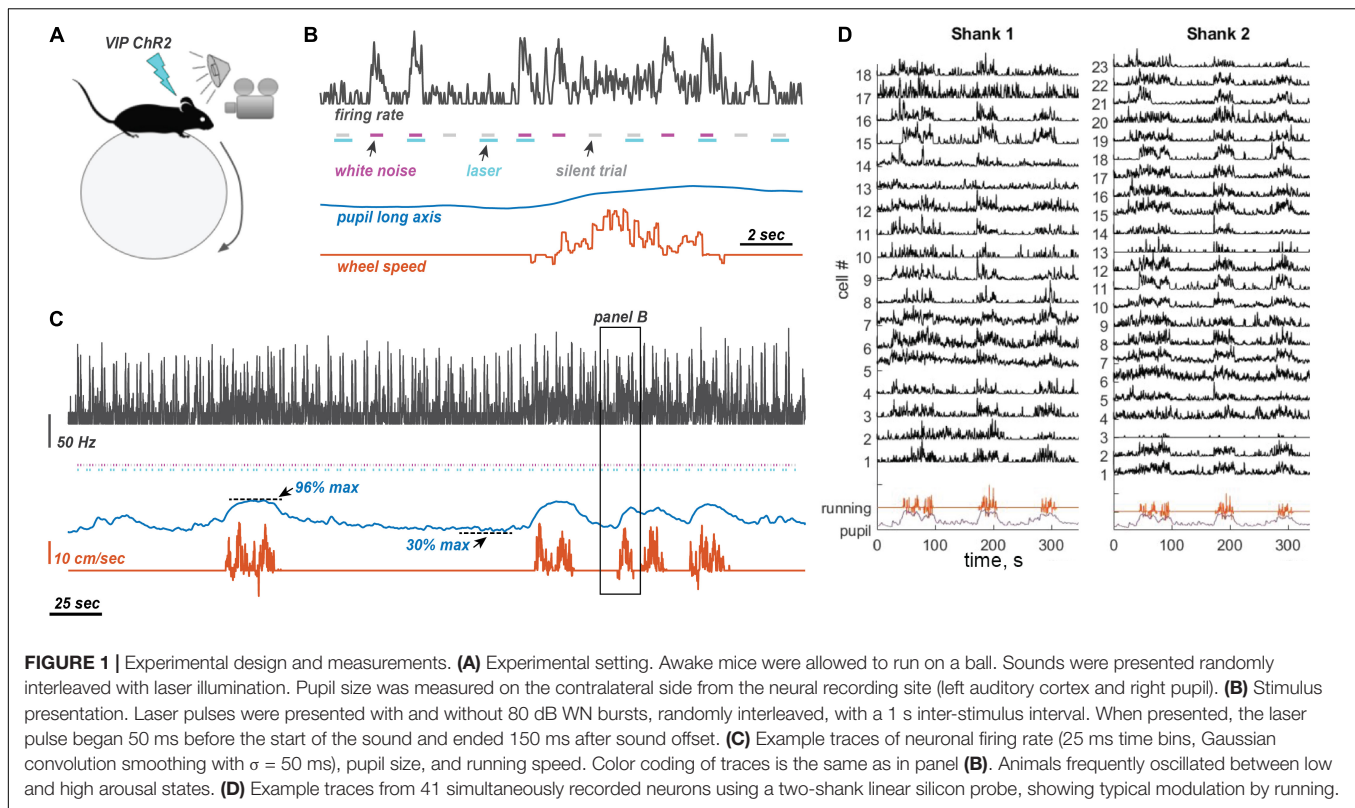 A
VIP ChR2
B
firing rate
white noise
laser
silent trial
pupil long axis
wheel speed
2 sec
C
panel B
50 Hz
96% max
30% max
10 cm/sec
25 sec
D
Shank 1
Shank 2
cell #
18
17
16
15
14
13
12
11
10
9
8
7
6
5
4
3
2
1
23
22
21
20
19
18
17
16
15
14
13
12
11
10
9
8
7
6
5
4
3
2
1
running
pupil
0 100 200 300
0 100 200 300
time, s
FIGURE 1 | Experimental design and measurements. (A) Experimental setting. Awake mice were allowed to run on a ball. Sounds were presented randomly
interleaved with laser illumination. Pupil size was measured on the contralateral side from the neural recording site (left auditory cortex and right pupil). (B) Stimulus
presentation. Laser pulses were presented with and without 80 dB WN bursts, randomly interleaved, with a 1 s inter-stimulus interval. When presented, the laser
pulse began 50 ms before the start of the sound and ended 150 ms after sound offset. (C) Example traces of neuronal firing rate (25 ms time bins, Gaussian
convolution smoothing with σ = 50 ms), pupil size, and running speed. Color coding of traces is the same as in panel (B). Animals frequently oscillated between low
and high arousal states. (D) Example traces from 41 simultaneously recorded neurons using a two-shank linear silicon probe, showing typical modulation by running.